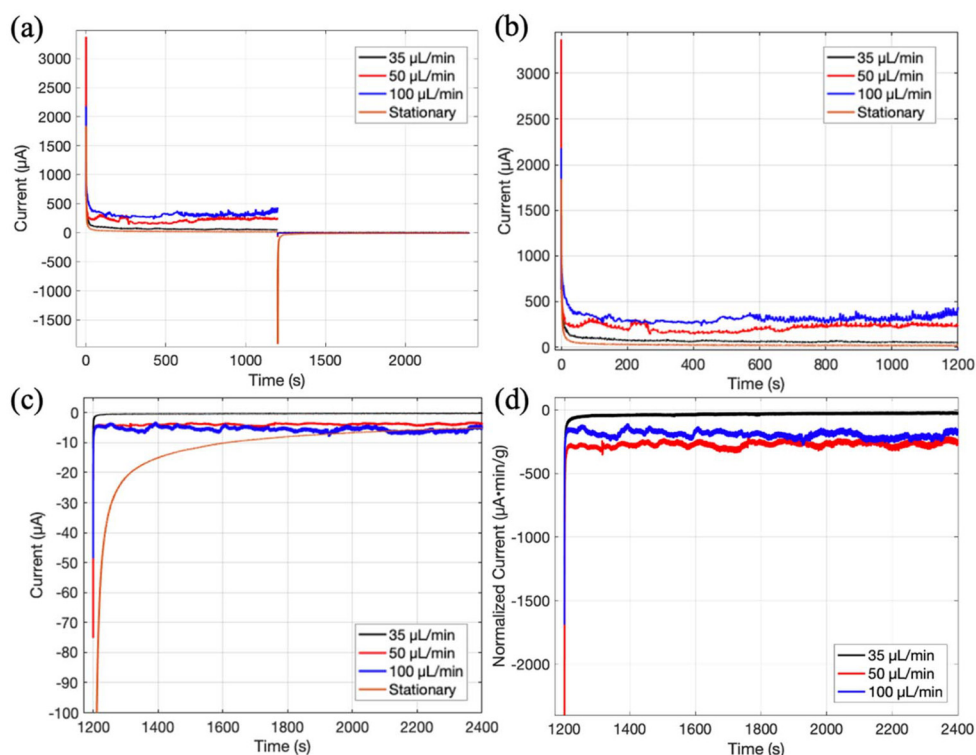 (a)
3000
2500
2000
1500
1000
500
0
-500
-1000
-1500
Current (µA)
0
500
1000
1500
2000
Time (s)
35 µL/min
50 µL/min
100 µL/min
Stationary
(b)
3000
2500
2000
1500
1000
500
0
Current (µA)
0
200
400
600
800
1000
1200
Time (s)
35 µL/min
50 µL/min
100 µL/min
Stationary
(c)
0
-10
-20
-30
-40
-50
-60
-70
-80
-90
-100
Current (µA)
1200
1400
1600
1800
2000
2200
2400
Time (s)
35 µL/min
50 µL/min
100 µL/min
Stationary
(d)
0
-500
-1000
-1500
-2000
Normalized Current (µA•min/g)
1200
1400
1600
1800
2000
2200
2400
Time (s)
35 µL/min
50 µL/min
100 µL/min